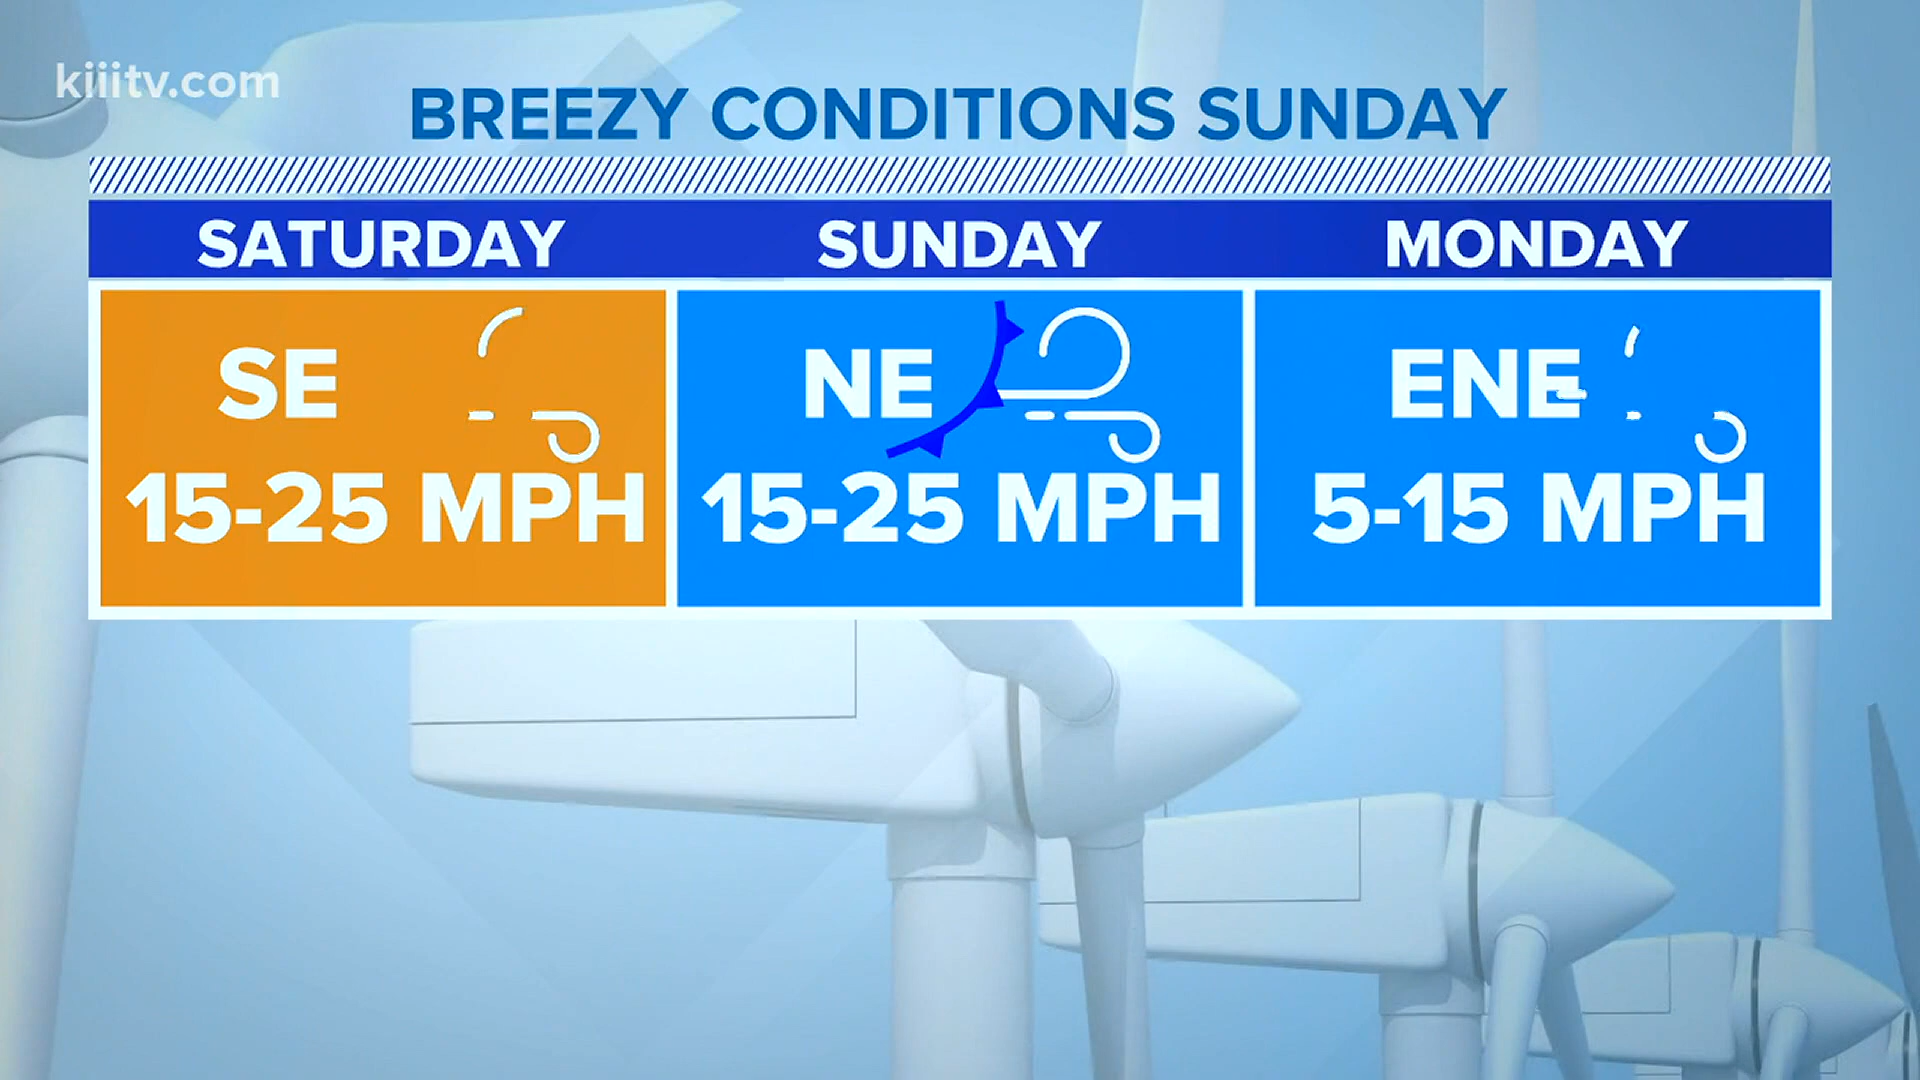 kiiitv.com
BREEZY CONDITIONS SUNDAY
SATURDAY SUNDAY MONDAY
SE NE ENE
15-25 MPH 15-25 MPH 5-15 MPH